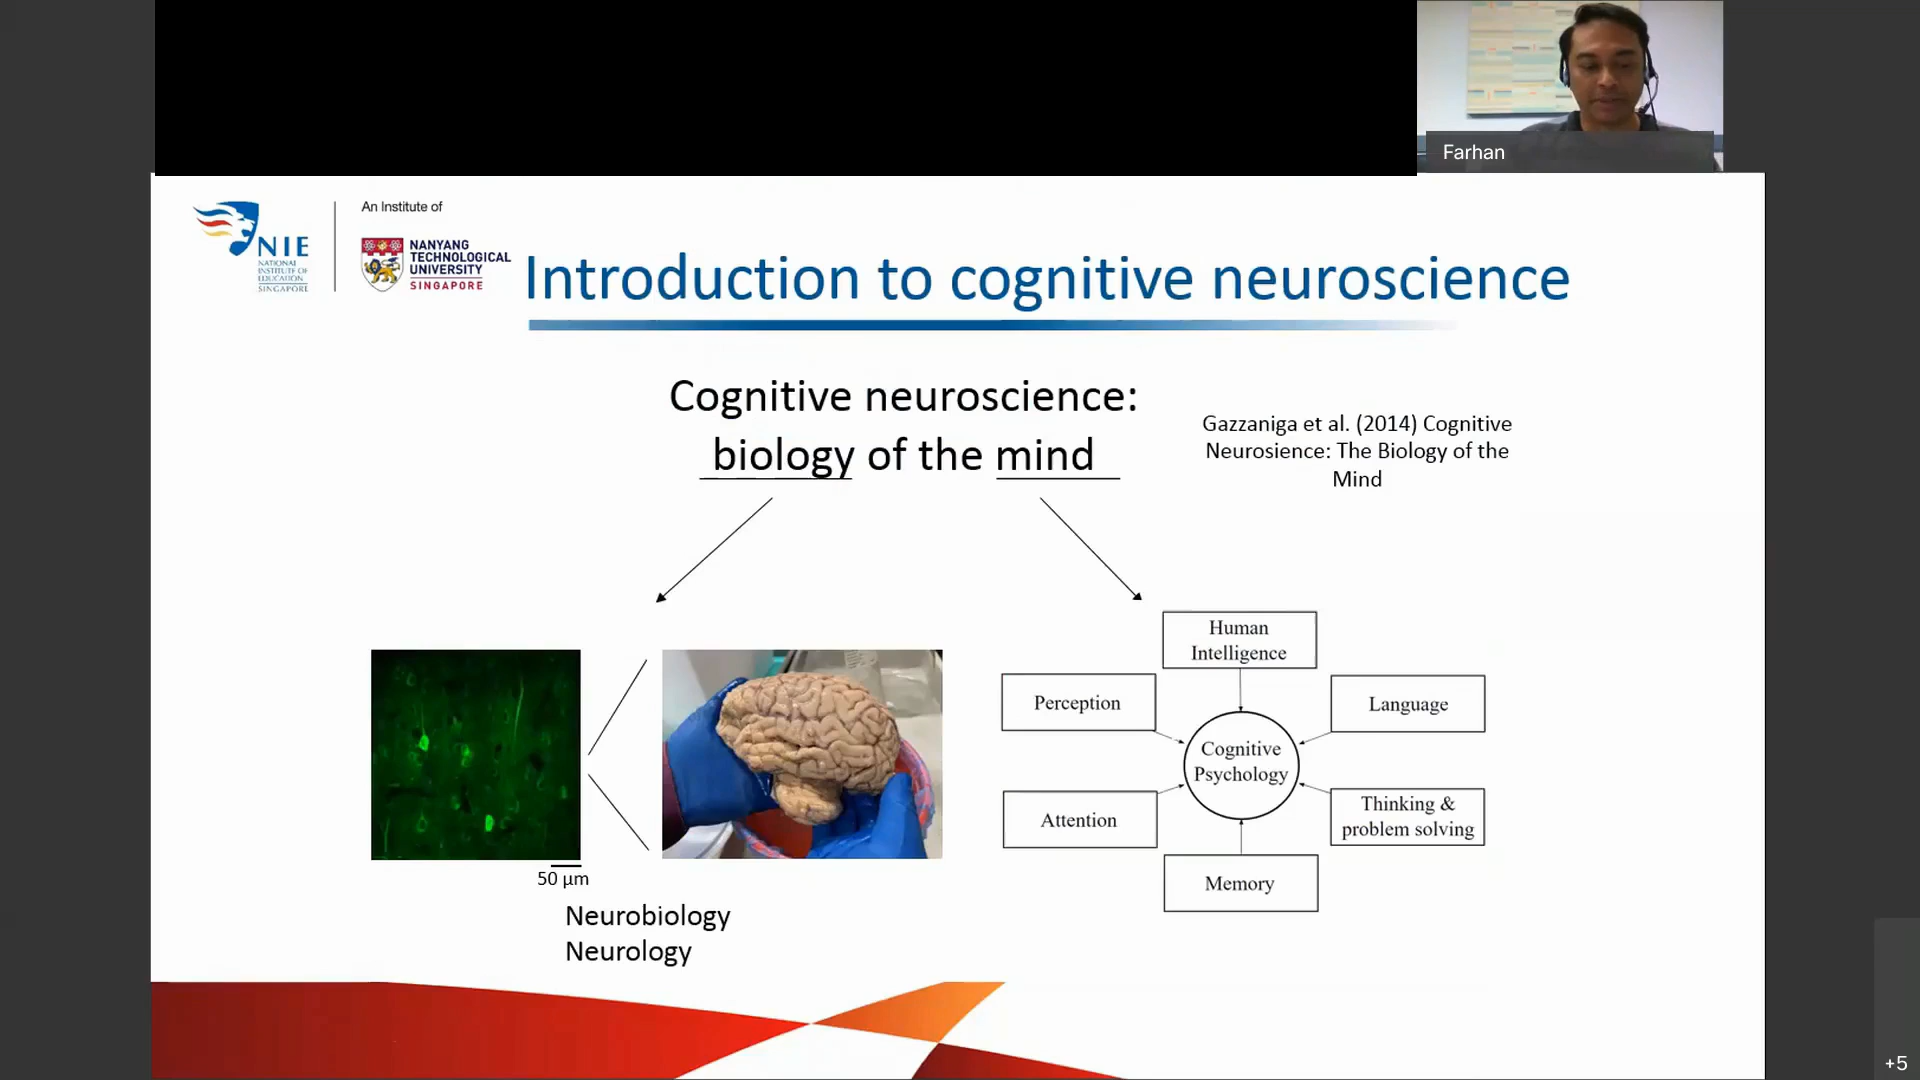 Farhan
An Institute of
NIE
NATIONAL
INSTITUTE OF
EDUCATION
SINGAPORE
NANYANG
TECHNOLOGICAL
UNIVERSITY
SINGAPORE
Introduction to cognitive neuroscience
Cognitive neuroscience:
biology of the mind
Gazzaniga et al. (2014) Cognitive
Neurosience: The Biology of the
Mind
Human
Intelligence
Perception
Language
Cognitive
Psychology
Attention
Thinking &
problem solving
Memory
50 µm
Neurobiology
Neurology
+5